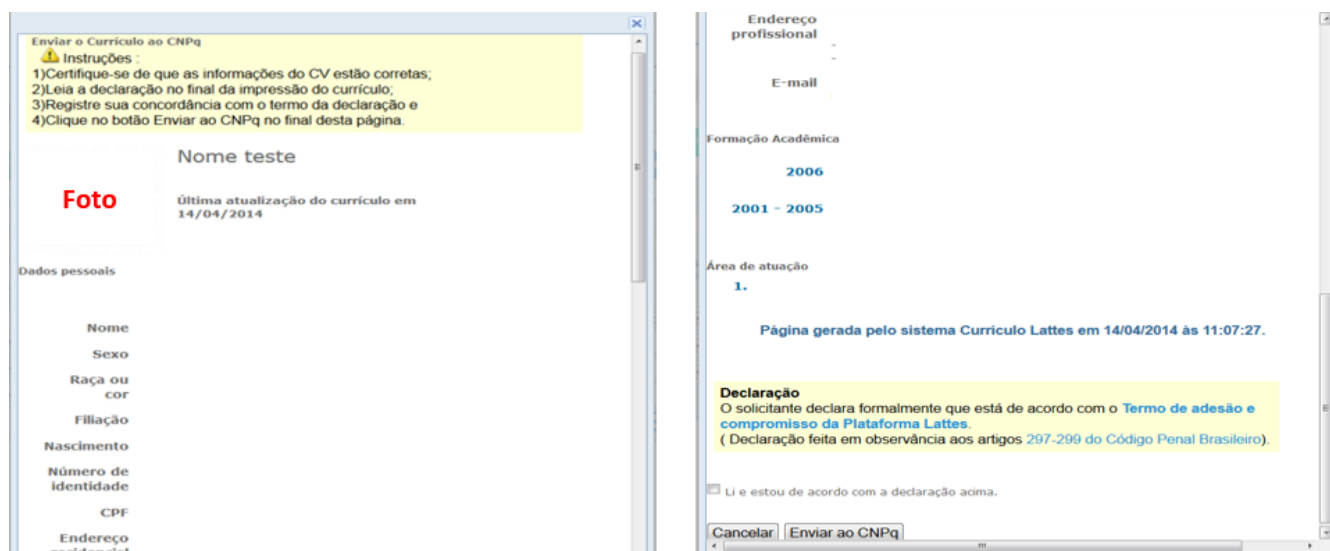 Enviar o Currículo ao CNPq
Instruções :
1)Certifique-se de que as informações do CV estão corretas;
2)Leia a declaração no final da impressão do currículo;
3)Registre sua concordância com o termo da declaração e
4)Clique no botão Enviar ao CNPq no final desta página.
Foto
Nome teste
Última atualização do currículo em
14/04/2014
Dados pessoais
Nome
Sexo
Raça ou
cor
Filiação
Nascimento
Número de
identidade
CPF
Endereço
residencial
Endereço
profissional
E-mail
Formação Acadêmica
2006
2001 - 2005
Área de atuação
1.
Página gerada pelo sistema Currículo Lattes em 14/04/2014 às 11:07:27.
Declaração
O solicitante declara formalmente que está de acordo com o Termo de adesão e
compromisso da Plataforma Lattes.
( Declaração feita em observância aos artigos 297-299 do Código Penal Brasileiro).
Li e estou de acordo com a declaração acima.
Cancelar
Enviar ao CNPq